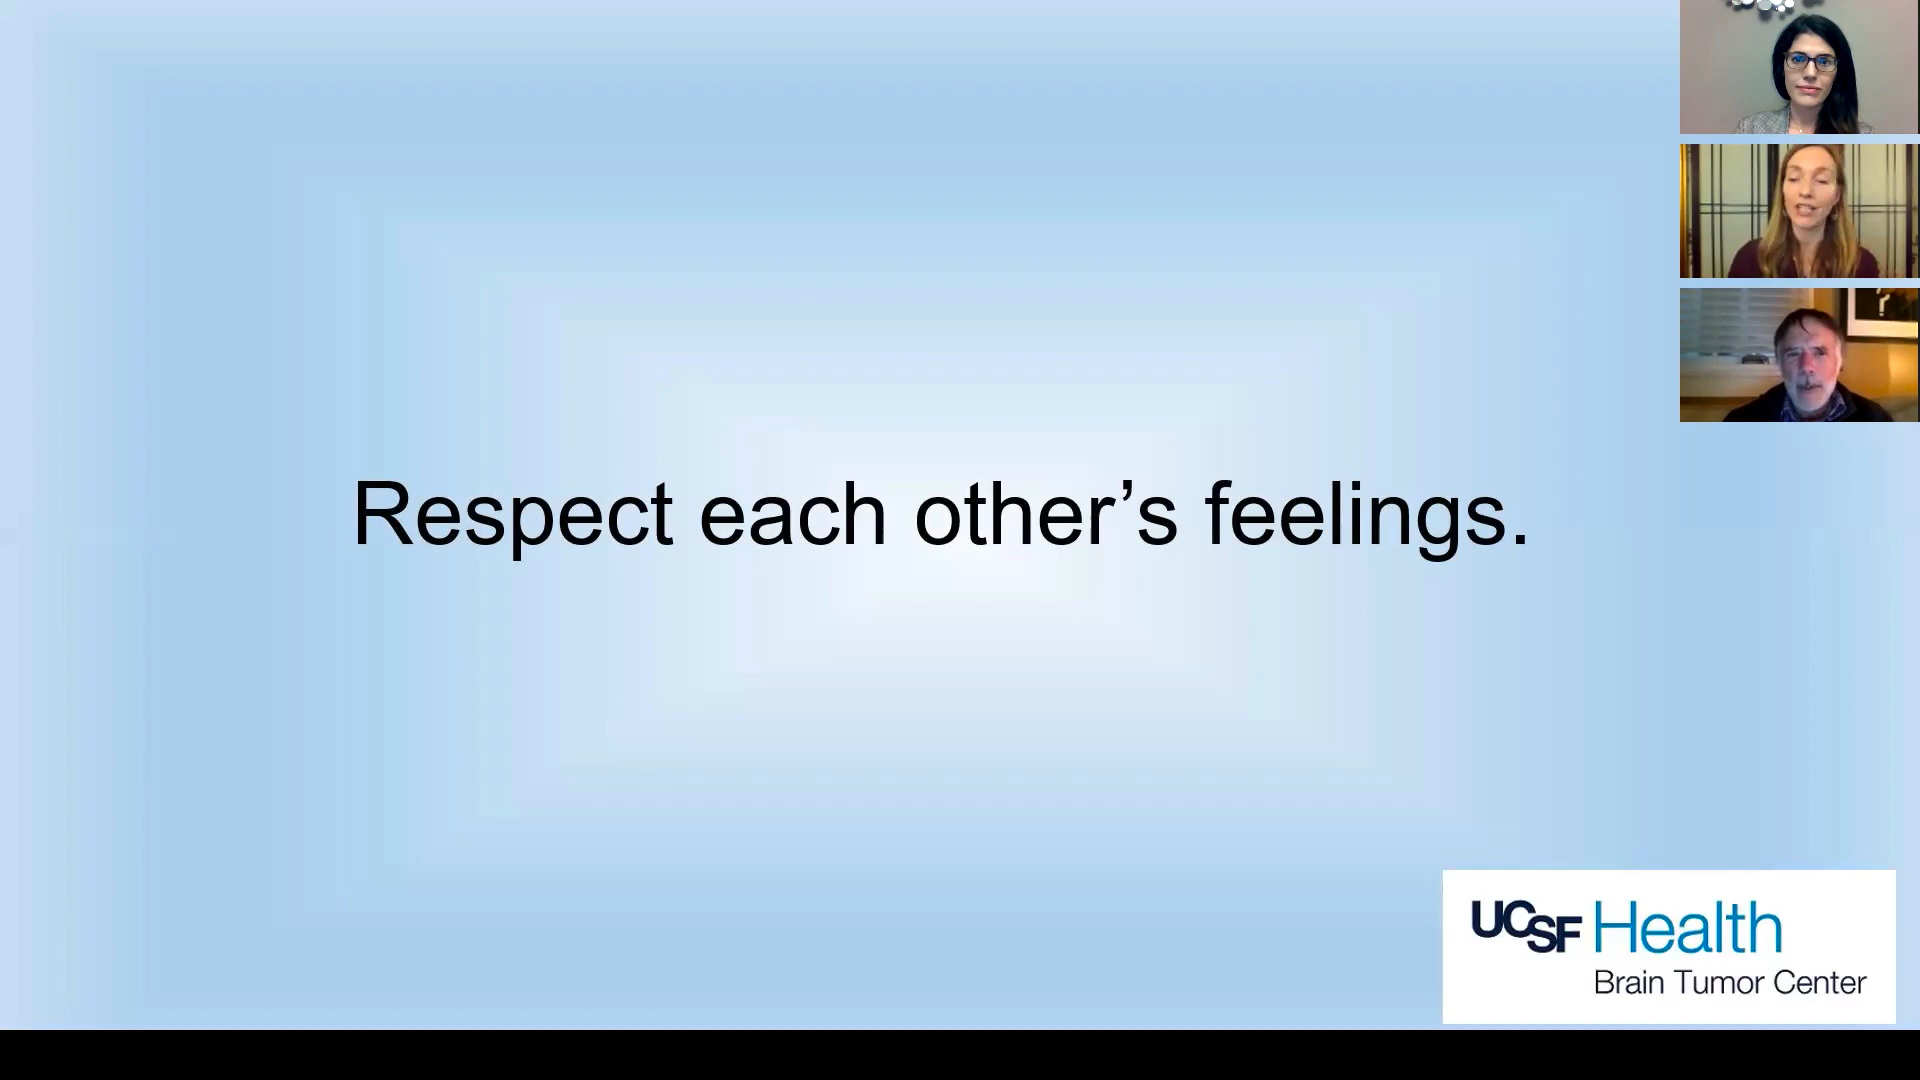 Respect each other’s feelings.
UCSF Health
Brain Tumor Center